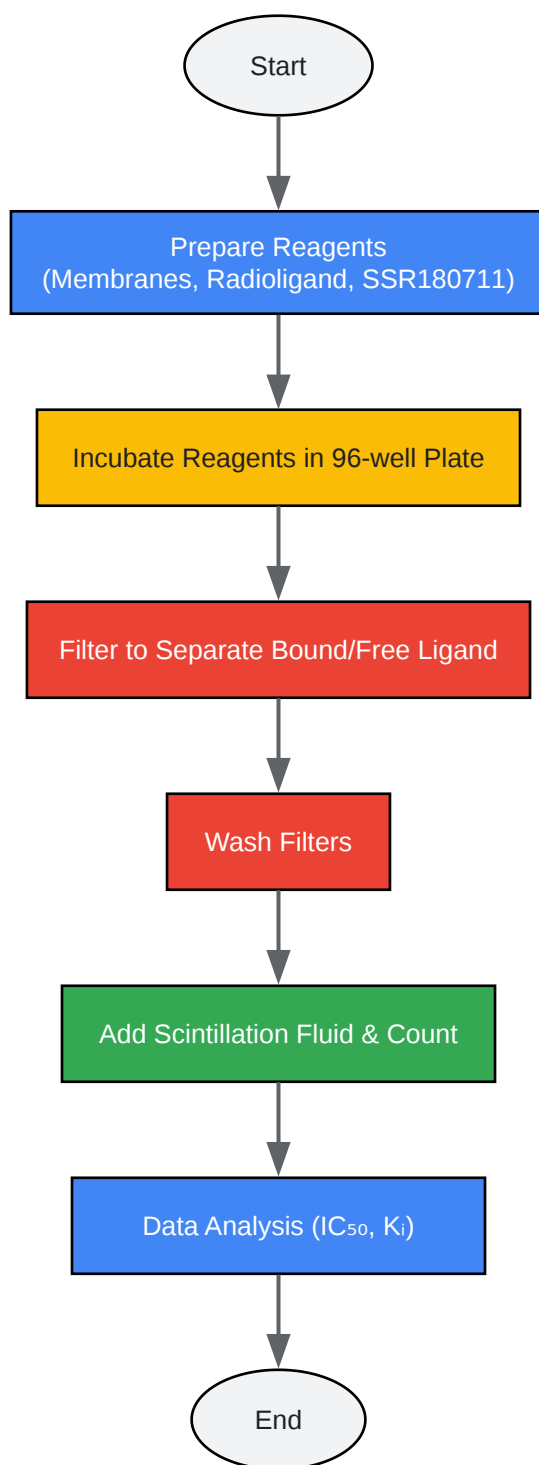 Start
Prepare Reagents
(Membranes, Radioligand, SSR180711)
Incubate Reagents in 96-well Plate
Filter to Separate Bound/Free Ligand
Wash Filters
Add Scintillation Fluid & Count
Data Analysis (IC₅₀, Kᵢ)
End